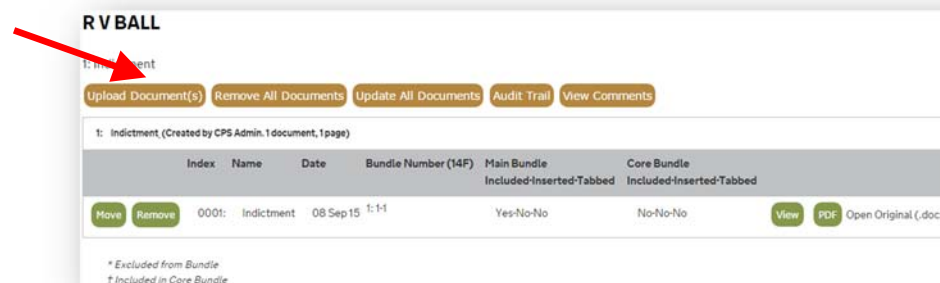 R V BALL
1: Indictment
Upload Document(s) Remove All Documents Update All Documents Audit Trail View Comments
1: Indictment (Created by CPS Admin. 1 document, 1 page)
Index Name Date Bundle Number (14F) Main Bundle Core Bundle
Included-Inserted-Tabbed Included-Inserted-Tabbed
Move Remove 0001: Indictment 08 Sep 15 1: 1-1 Yes-No-No No-No-No View PDF Open Original (.doc
* Excluded from Bundle
† Included in Core Bundle